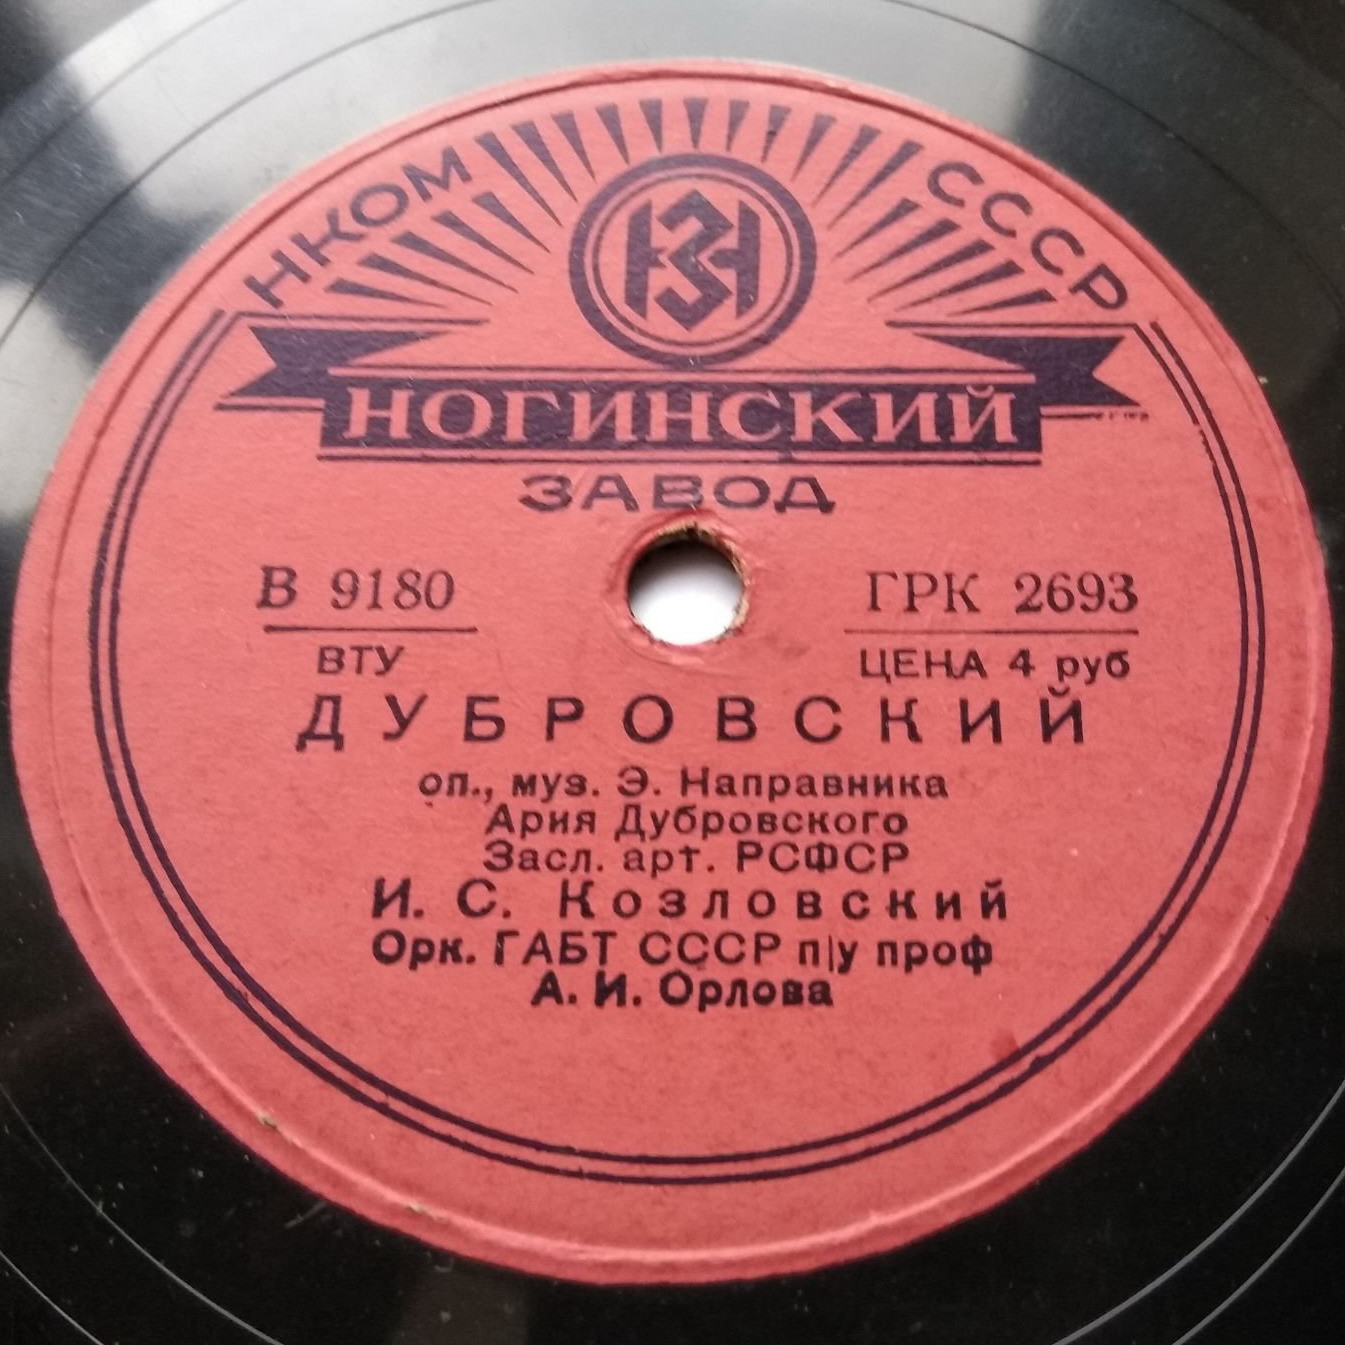 НКОМ СССР
НЗ
НОГИНСКИЙ
ЗАВОД
В 9180 ГРК 2693
ВТУ ЦЕНА 4 руб
ДУБРОВСКИЙ
оп., муз. Э. Направника
Ария Дубровского
Засл. арт. РСФСР
И. С. Козловский
Орк. ГАБТ СССР п/у проф
А. И. Орлова